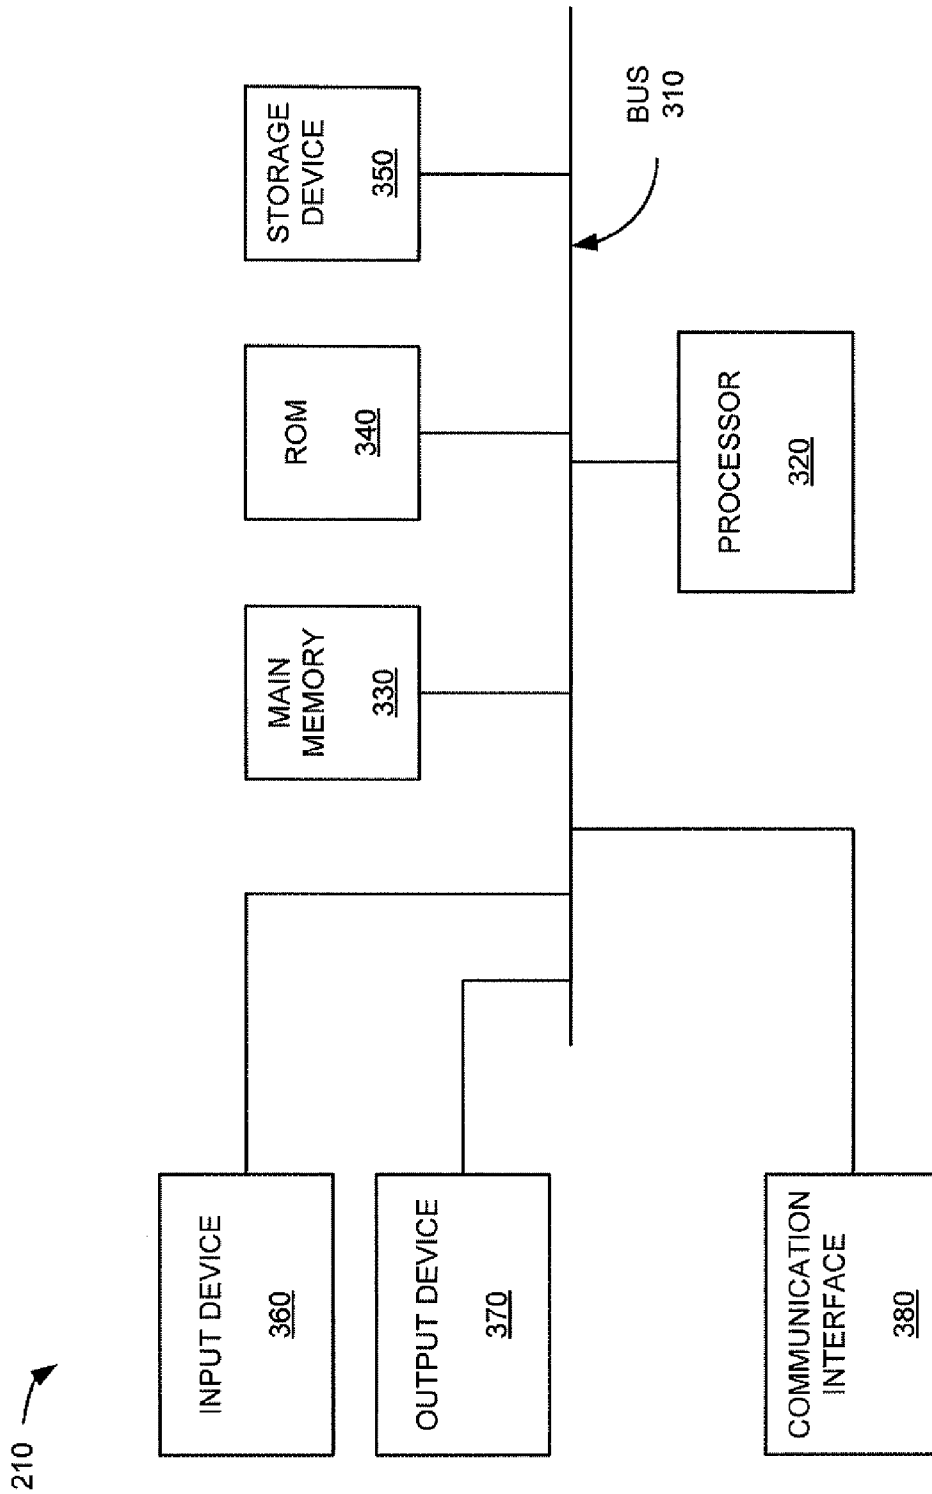 210
INPUT DEVICE
360
OUTPUT DEVICE
370
COMMUNICATION
INTERFACE
380
MAIN
MEMORY
330
ROM
340
STORAGE
DEVICE
350
PROCESSOR
320
BUS
310